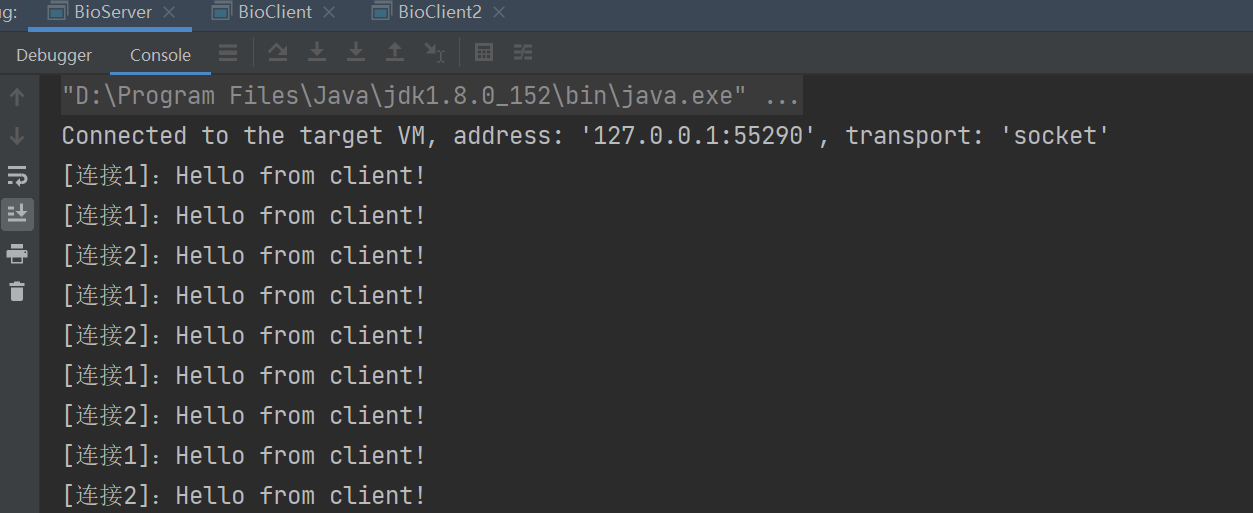 ug: BioServer BioClient BioClient2
Debugger Console
"D:\Program Files\Java\jdk1.8.0_152\bin\java.exe" ...
Connected to the target VM, address: '127.0.0.1:55290', transport: 'socket'
[连接1]：Hello from client!
[连接1]：Hello from client!
[连接2]：Hello from client!
[连接1]：Hello from client!
[连接2]：Hello from client!
[连接1]：Hello from client!
[连接2]：Hello from client!
[连接1]：Hello from client!
[连接2]：Hello from client!